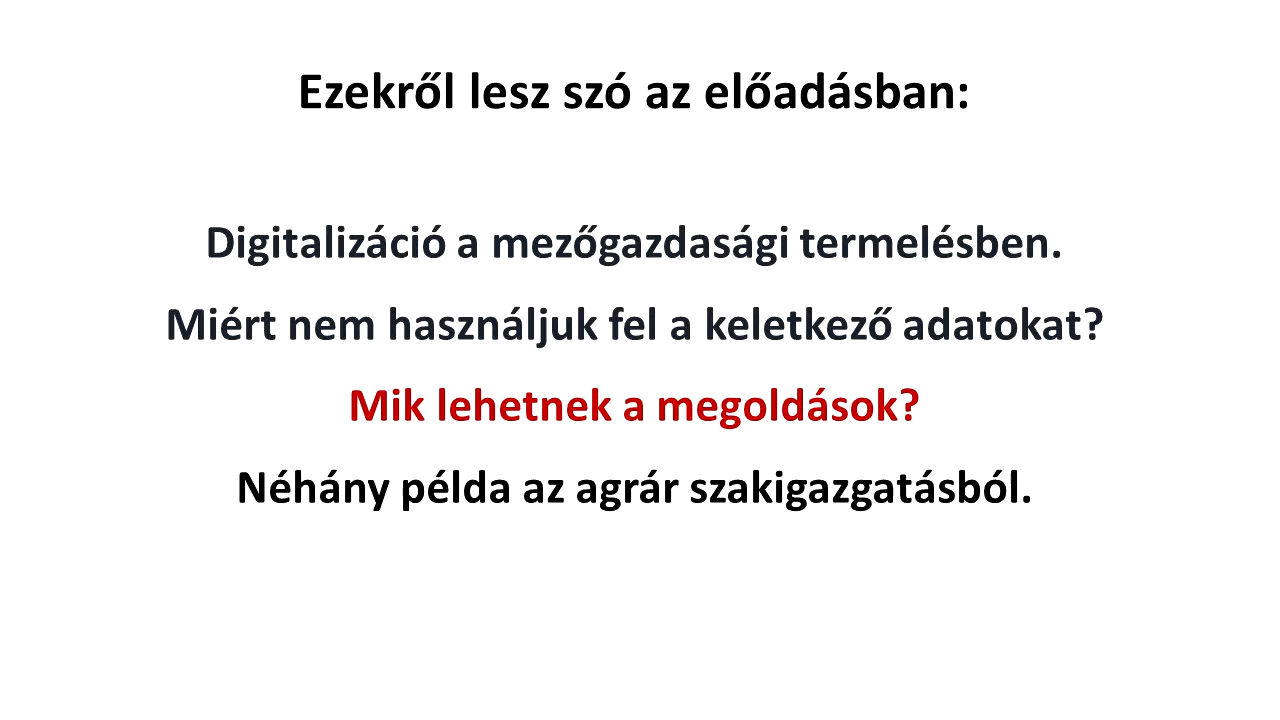 Ezekről lesz szó az előadásban:
Digitalizáció a mezőgazdasági termelésben.
Miért nem használjuk fel a keletkező adatokat?
Mik lehetnek a megoldások?
Néhány példa az agrár szakigazgatásból.